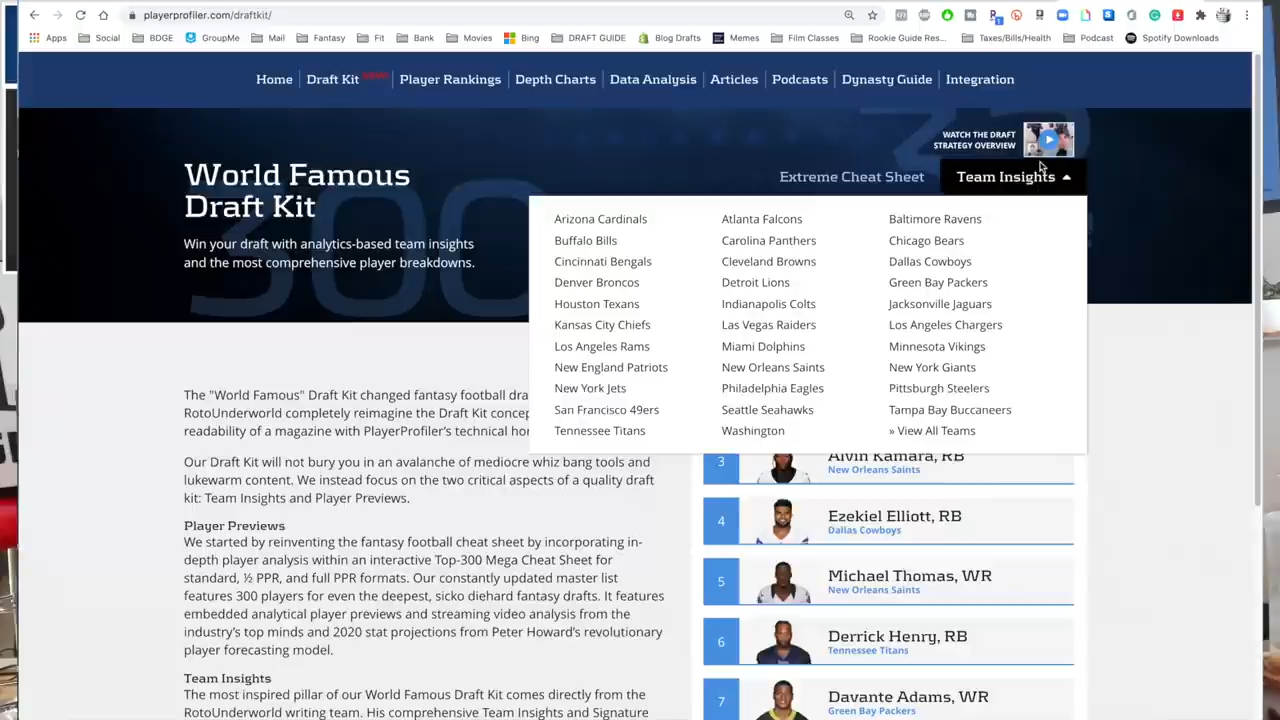 playerprofiler.com/draftkit/
Apps
Social
BDGE
GroupMe
Mail
Fantasy
Fit
Bank
Movies
Bing
DRAFT GUIDE
Blog Drafts
Memes
Film Classes
Rookie Guide Res...
Taxes/Bills/Health
Podcast
Spotify Downloads
Home
Draft Kit
Player Rankings
Depth Charts
Data Analysis
Articles
Podcasts
Dynasty Guide
Integration
WATCH THE DRAFT
STRATEGY OVERVIEW
World Famous
Draft Kit
Extreme Cheat Sheet
Team Insights
Win your draft with analytics-based team insights
and the most comprehensive player breakdowns.
300
Arizona Cardinals
Atlanta Falcons
Baltimore Ravens
Buffalo Bills
Carolina Panthers
Chicago Bears
Cincinnati Bengals
Cleveland Browns
Dallas Cowboys
Denver Broncos
Detroit Lions
Green Bay Packers
Houston Texans
Indianapolis Colts
Jacksonville Jaguars
Kansas City Chiefs
Las Vegas Raiders
Los Angeles Chargers
Los Angeles Rams
Miami Dolphins
Minnesota Vikings
New England Patriots
New Orleans Saints
New York Giants
New York Jets
Philadelphia Eagles
Pittsburgh Steelers
San Francisco 49ers
Seattle Seahawks
Tampa Bay Buccaneers
Tennessee Titans
Washington
» View All Teams
The "World Famous" Draft Kit changed fantasy football
RotoUnderworld completely reimagine the Draft Kit
readability of a magazine with PlayerProfiler's technical
Our Draft Kit will not bury you in an avalanche of mediocre whiz bang tools and
lukewarm content. We instead focus on the two critical aspects of a quality draft
kit: Team Insights and Player Previews.
Player Previews
We started by reinventing the fantasy football cheat sheet by incorporating in-
depth player analysis within an interactive Top-300 Mega Cheat Sheet for
standard, ½ PPR, and full PPR formats. Our constantly updated master list
features 300 players for even the deepest, sicko diehard fantasy drafts. It features
embedded analytical player previews and streaming video analysis from the
industry's top minds and 2020 stat projections from Peter Howard's revolutionary
player forecasting model.
Team Insights
The most inspired pillar of our World Famous Draft Kit comes directly from the
RotoUnderworld writing team. His comprehensive Team Insights and Signature
3
Alvin Kamara, RB
New Orleans Saints
4
Ezekiel Elliott, RB
Dallas Cowboys
5
Michael Thomas, WR
New Orleans Saints
6
Derrick Henry, RB
Tennessee Titans
7
Davante Adams, WR
Green Bay Packers